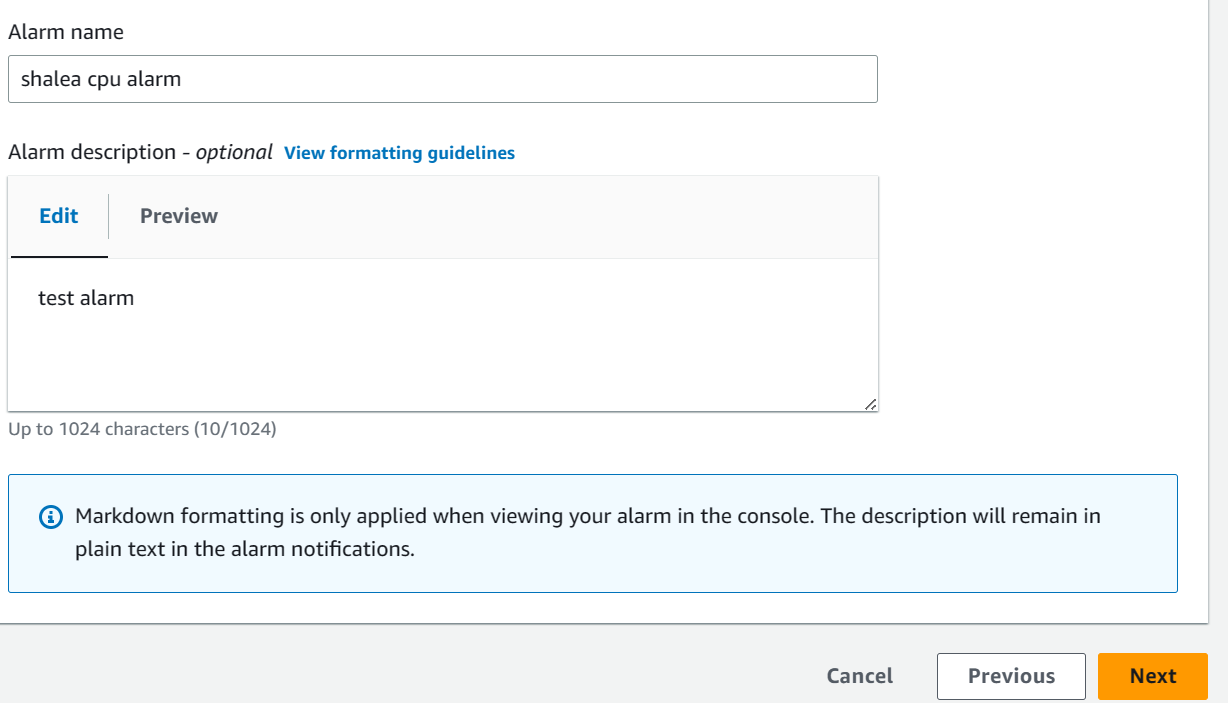 Alarm name
shalea cpu alarm
Alarm description - optional View formatting guidelines
Edit Preview
test alarm
Up to 1024 characters (10/1024)
Markdown formatting is only applied when viewing your alarm in the console. The description will remain in
plain text in the alarm notifications.
Cancel Previous Next